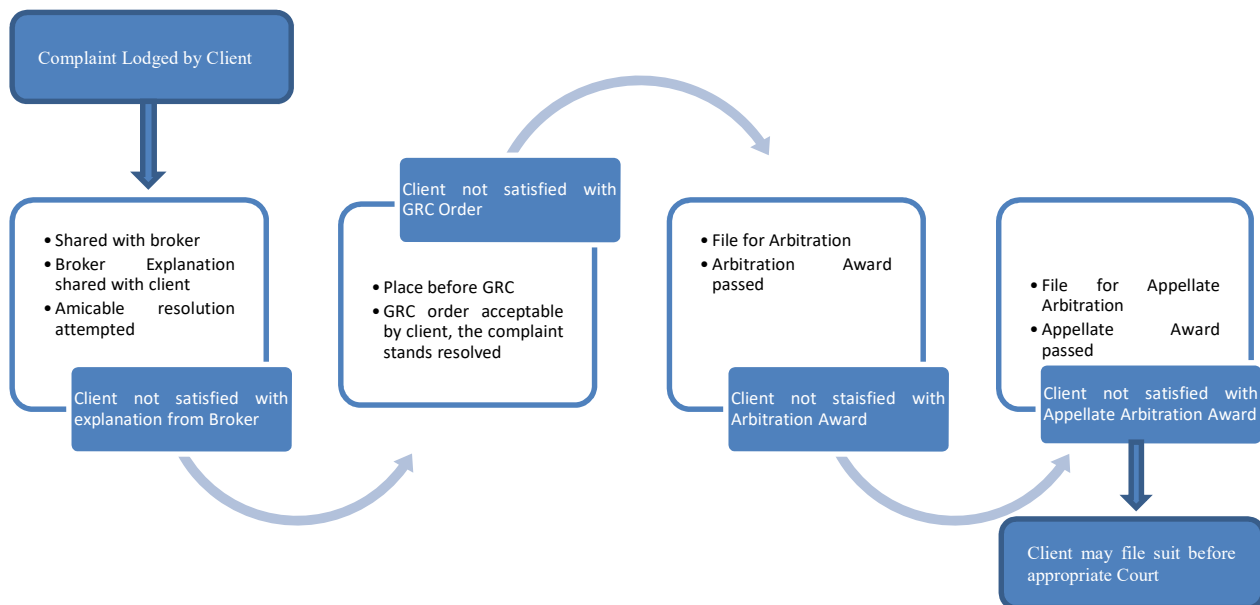 Complaint Lodged by Client
• Shared with broker
• Broker Explanation
shared with client
• Amicable resolution
attempted
Client not satisfied with
explanation from Broker
Client not satisfied with
GRC Order
• Place before GRC
• GRC order acceptable
by client, the complaint
stands resolved
• File for Arbitration
• Arbitration Award
passed
Client not staisfied with
Arbitration Award
• File for Appellate
Arbitration
• Appellate Award
passed
Client not satisfied with
Appellate Arbitration Award
Client may file suit before
appropriate Court